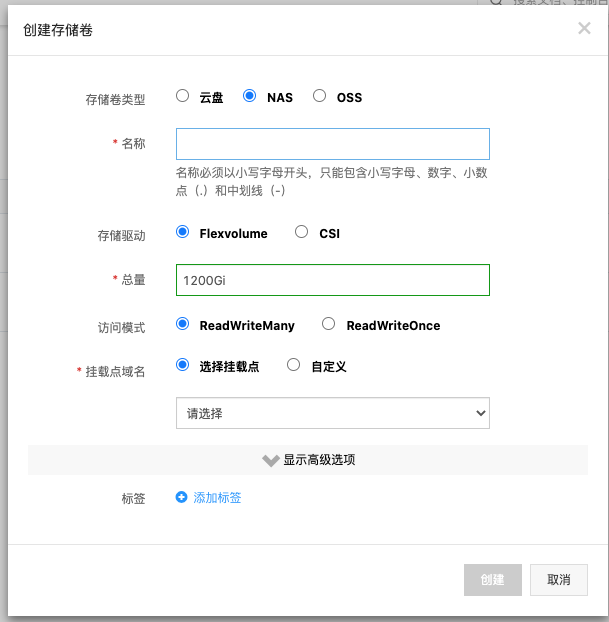 创建存储卷
存储卷类型 云盘 NAS OSS
* 名称
名称必须以小写字母开头，只能包含小写字母、数字、小数
点（.）和中划线（-）
存储驱动 Flexvolume CSI
* 总量 1200Gi
访问模式 ReadWriteMany ReadWriteOnce
* 挂载点域名 选择挂载点 自定义
请选择
显示高级选项
标签 添加标签
创建 取消